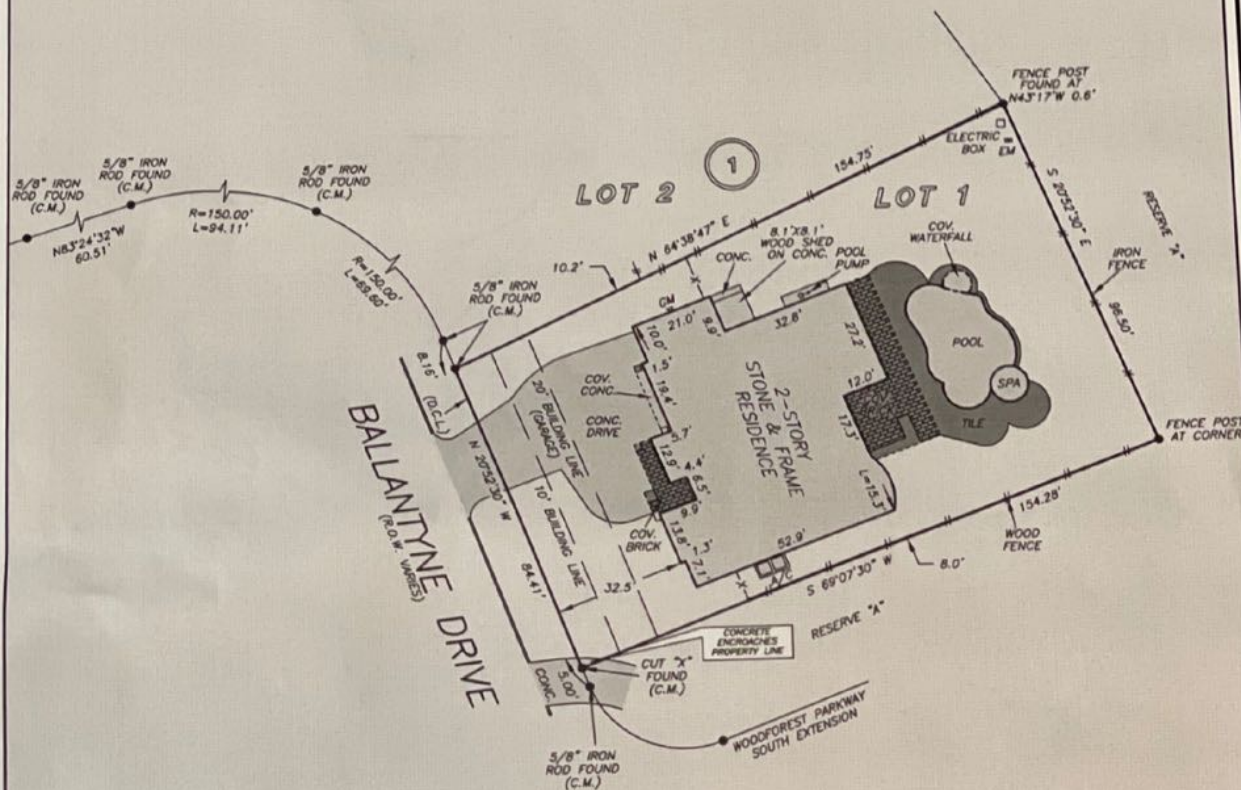 FENCE POST
FOUND AT
N43°17'W 0.6'
ELECTRIC
BOX
EM
154.75'
1
LOT 2
LOT 1
5/8" IRON
ROD FOUND
(C.M.)
5/8" IRON
ROD FOUND
(C.M.)
5/8" IRON
ROD FOUND
(C.M.)
R=150.00'
L=94.11'
N83°24'32"W
60.51'
R=150.00'
L=69.60'
S 20°52'30" E
RESERVE "A"
IRON
FENCE
96.50'
N 64°38'47" E
10.2'
8.1'X8.1'
WOOD SHED
ON CONC.
CONC.
POOL
PUMP
COV.
WATERFALL
5/8" IRON
ROD FOUND
(C.M.)
GM
X
21.0'
9.9'
32.8'
27.2'
10.0'
1.5'
19.4'
5.7'
POOL
SPA
TILE
12.0'
17.3'
8.16'
(D.C.L.)
COV.
CONC.
CONC.
DRIVE
20' BUILDING LINE
(GARAGE)
2-STORY
STONE & FRAME
RESIDENCE
FENCE POST
AT CORNER
BALLANTYNE DRIVE
(R.O.W. VARIES)
N 20°52'30" W
84.41'
10' BUILDING LINE
12.9'
4.4'
6.5'
9.9'
COV.
BRICK
13.8'
1.3'
7.1'
L=15.3'
52.9'
154.28'
WOOD
FENCE
32.5'
X
A/C
S 69°07'30" W
8.0'
RESERVE "A"
CONCRETE
ENCROACHES
PROPERTY LINE
CUT "X"
FOUND
(C.M.)
CONC.
5.00'
WOODFOREST PARKWAY
SOUTH EXTENSION
5/8" IRON
ROD FOUND
(C.M.)